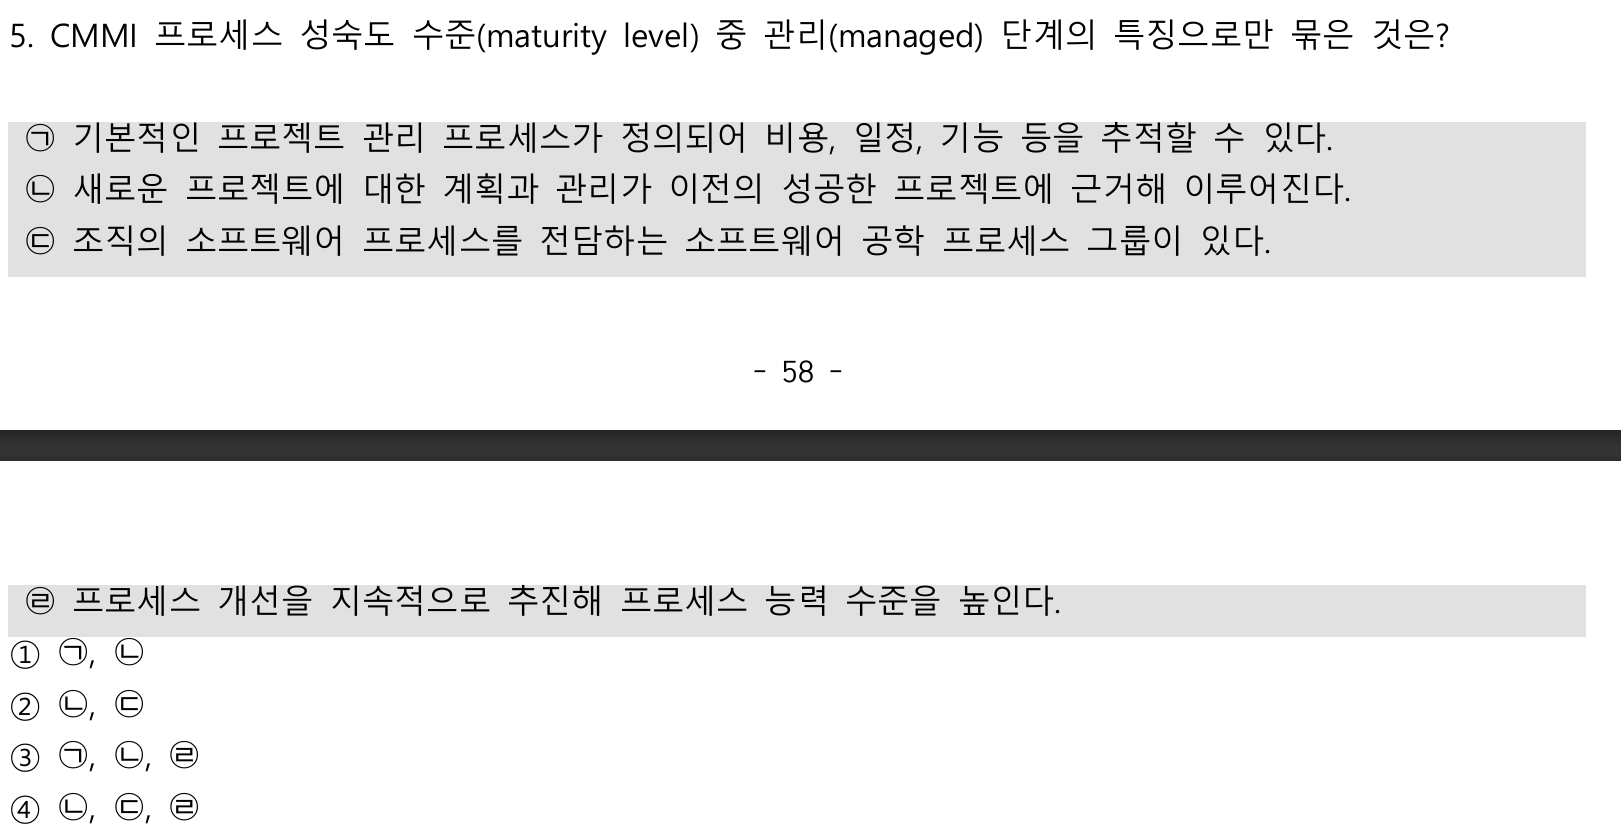 5. CMMI 프로세스 성숙도 수준(maturity level) 중 관리(managed) 단계의 특징으로만 묶은 것은?
㉠ 기본적인 프로젝트 관리 프로세스가 정의되어 비용, 일정, 기능 등을 추적할 수 있다.
㉡ 새로운 프로젝트에 대한 계획과 관리가 이전의 성공한 프로젝트에 근거해 이루어진다.
㉢ 조직의 소프트웨어 프로세스를 전담하는 소프트웨어 공학 프로세스 그룹이 있다.
- 58 -
㉣ 프로세스 개선을 지속적으로 추진해 프로세스 능력 수준을 높인다.
① ㉠, ㉡
② ㉡, ㉢
③ ㉠, ㉡, ㉣
④ ㉡, ㉢, ㉣